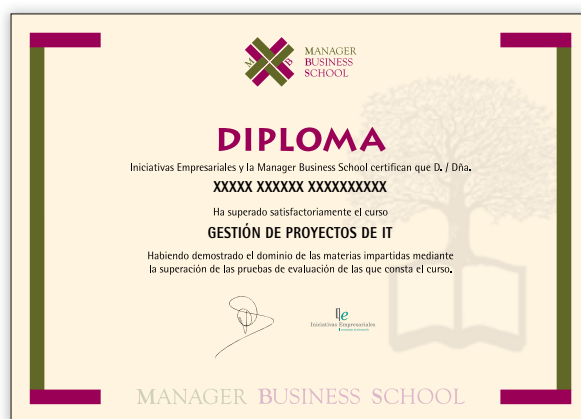 M B
MANAGER
BUSINESS
SCHOOL
DIPLOMA
Iniciativas Empresariales y la Manager Business School certifican que D. / Dña.
XXXXX XXXXXX XXXXXXXXXX
Ha superado satisfactoriamente el curso
GESTIÓN DE PROYECTOS DE IT
Habiendo demostrado el dominio de las materias impartidas mediante
la superación de las pruebas de evaluación de las que consta el curso.
Iniciativas Empresariales
MANAGER BUSINESS SCHOOL